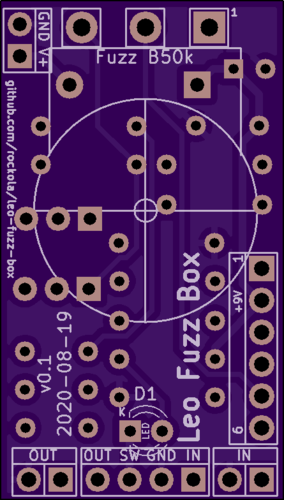 GND
V+
1
Fuzz B50k
github.com/rockola/leo-fuzz-box
1
+9V
6
Leo Fuzz Box
v0.1
2020-08-19
D1
K
LED
OUT
OUT SW GND IN
IN